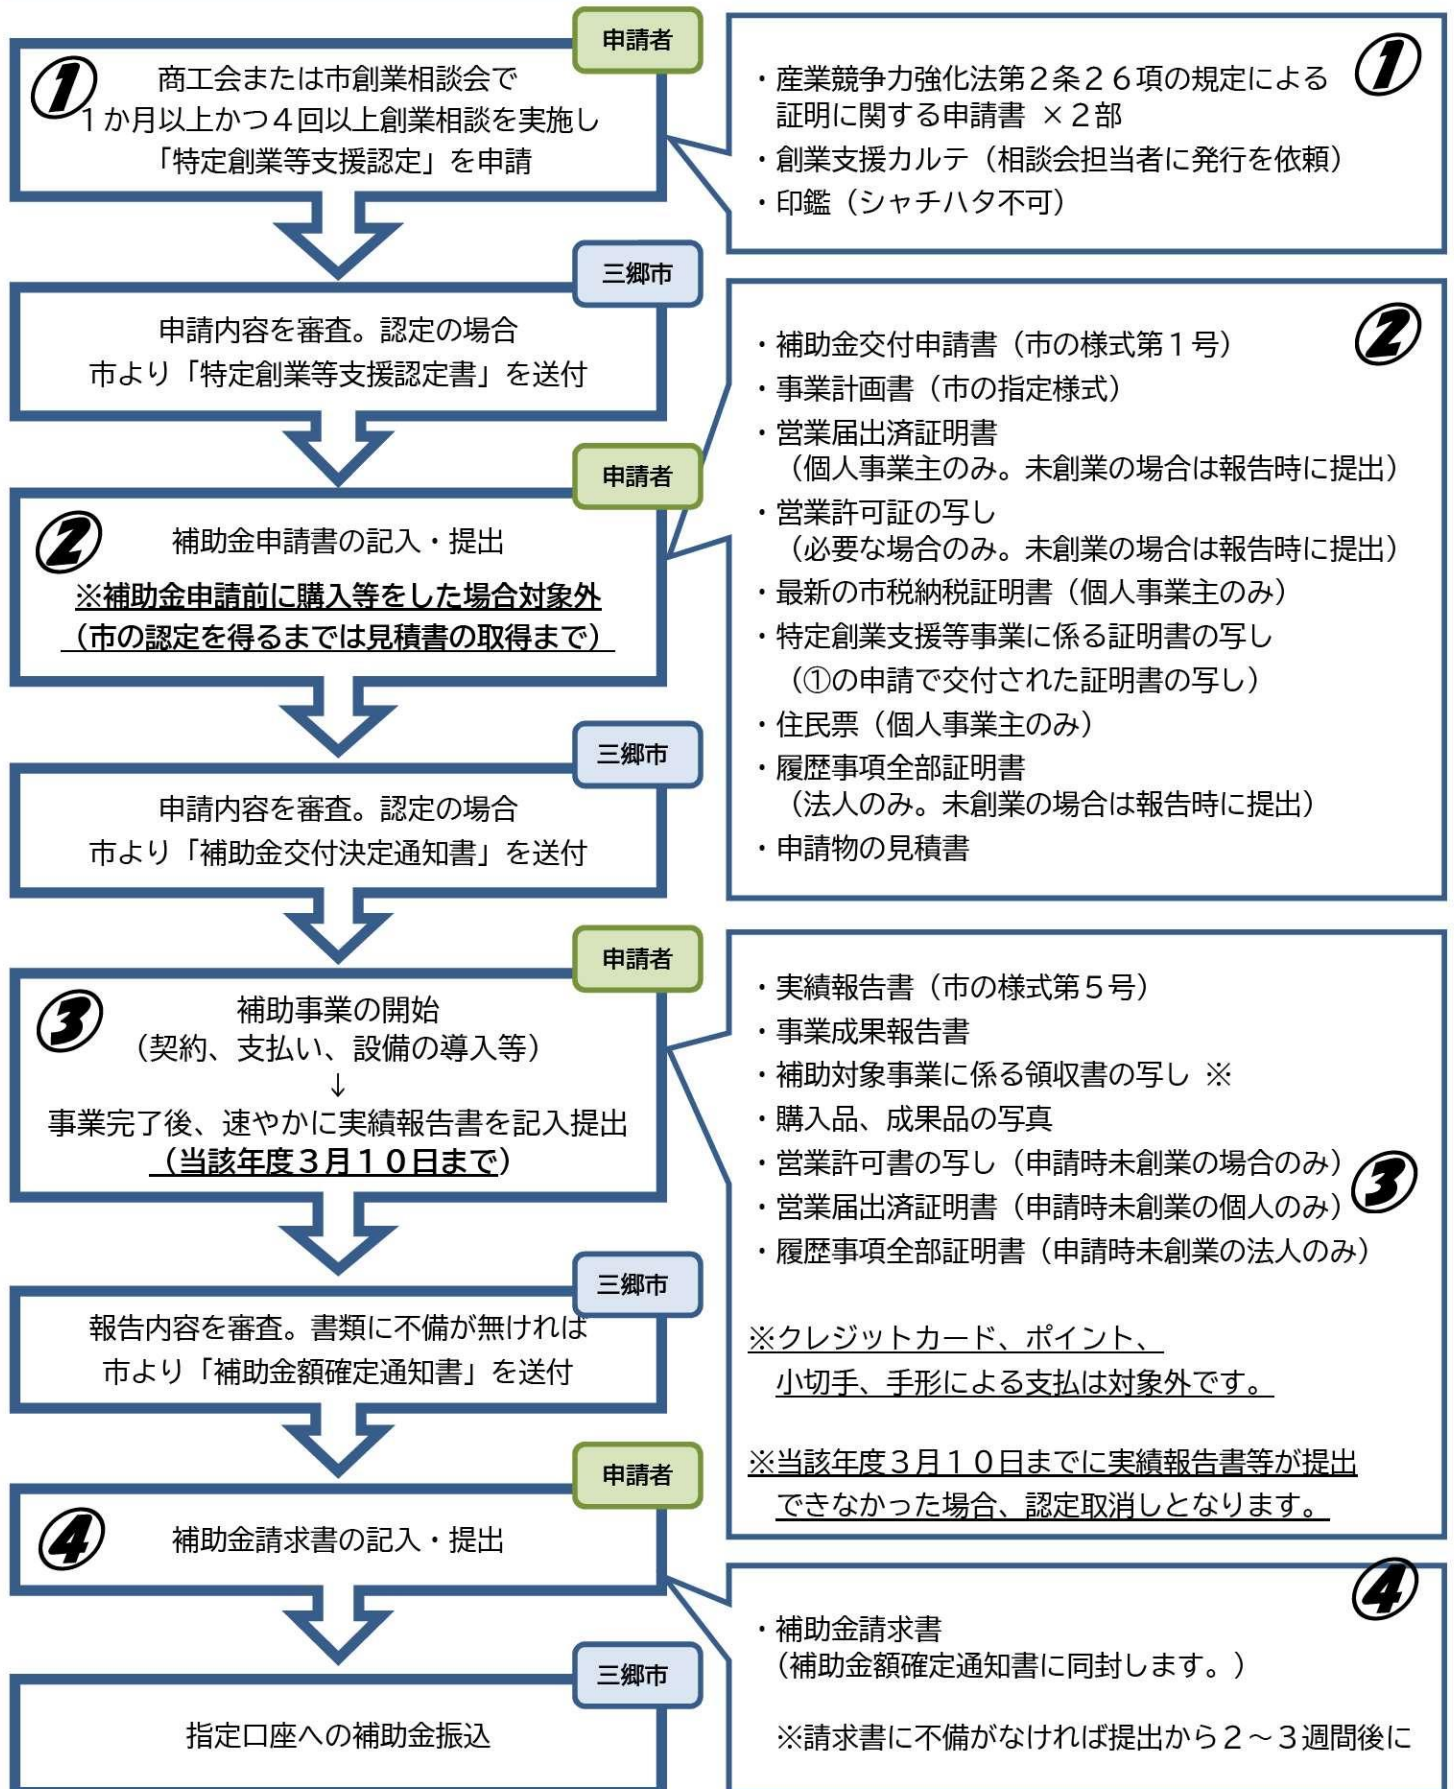 申請者
①
商工会または市創業相談会で
１か月以上かつ４回以上創業相談を実施し
「特定創業等支援認定」を申請
①
・産業競争力強化法第２条２６項の規定による
証明に関する申請書 ×２部
・創業支援カルテ（相談会担当者に発行を依頼）
・印鑑（シャチハタ不可）
三郷市
申請内容を審査。認定の場合
市より「特定創業等支援認定書」を送付
申請者
②
補助金申請書の記入・提出
※補助金申請前に購入等をした場合対象外
（市の認定を得るまでは見積書の取得まで）
②
・補助金交付申請書（市の様式第１号）
・事業計画書（市の指定様式）
・営業届出済証明書
（個人事業主のみ。未創業の場合は報告時に提出）
・営業許可証の写し
（必要な場合のみ。未創業の場合は報告時に提出）
・最新の市税納税証明書（個人事業主のみ）
・特定創業支援等事業に係る証明書の写し
（①の申請で交付された証明書の写し）
・住民票（個人事業主のみ）
・履歴事項全部証明書
（法人のみ。未創業の場合は報告時に提出）
・申請物の見積書
三郷市
申請内容を審査。認定の場合
市より「補助金交付決定通知書」を送付
申請者
③
補助事業の開始
（契約、支払い、設備の導入等）
↓
事業完了後、速やかに実績報告書を記入提出
（当該年度３月１０日まで）
・実績報告書（市の様式第５号）
・事業成果報告書
・補助対象事業に係る領収書の写し ※
・購入品、成果品の写真
・営業許可書の写し（申請時未創業の場合のみ）
③
・営業届出済証明書（申請時未創業の個人のみ）
・履歴事項全部証明書（申請時未創業の法人のみ）
※クレジットカード、ポイント、
小切手、手形による支払は対象外です。
※当該年度３月１０日までに実績報告書等が提出
できなかった場合、認定取消しとなります。
三郷市
報告内容を審査。書類に不備が無ければ
市より「補助金額確定通知書」を送付
申請者
④
補助金請求書の記入・提出
④
・補助金請求書
（補助金額確定通知書に同封します。）
※請求書に不備がなければ提出から２～３週間後に
三郷市
指定口座への補助金振込